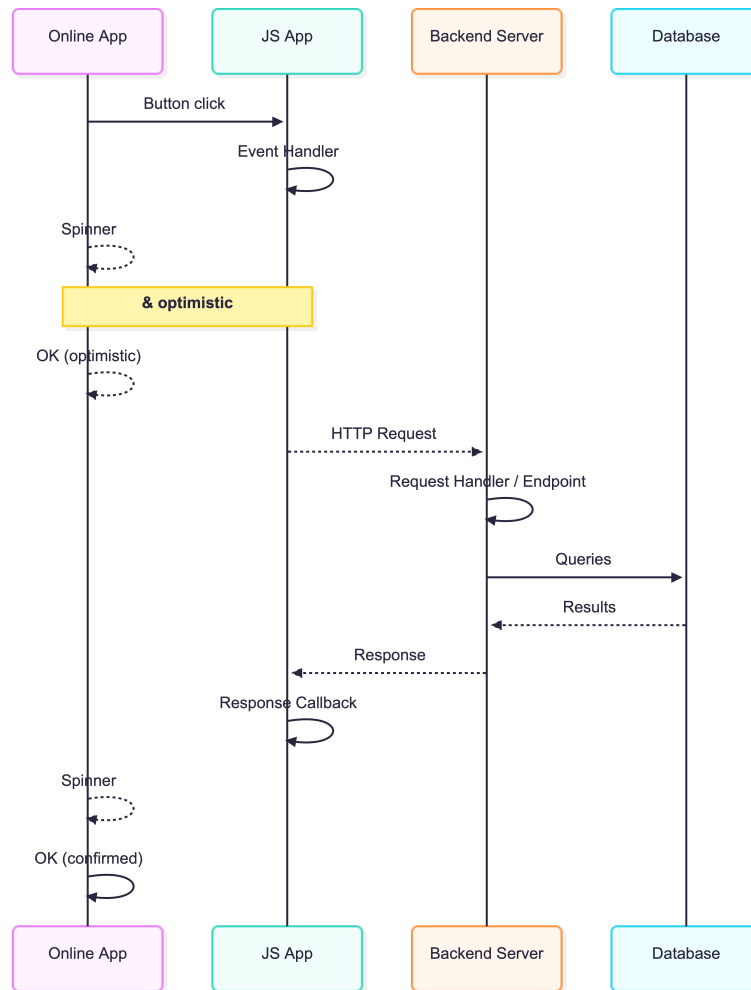 Online App
JS App
Backend Server
Database
Button click
Event Handler
Spinner
& optimistic
OK (optimistic)
HTTP Request
Request Handler / Endpoint
Queries
Results
Response
Response Callback
Spinner
OK (confirmed)
Online App
JS App
Backend Server
Database